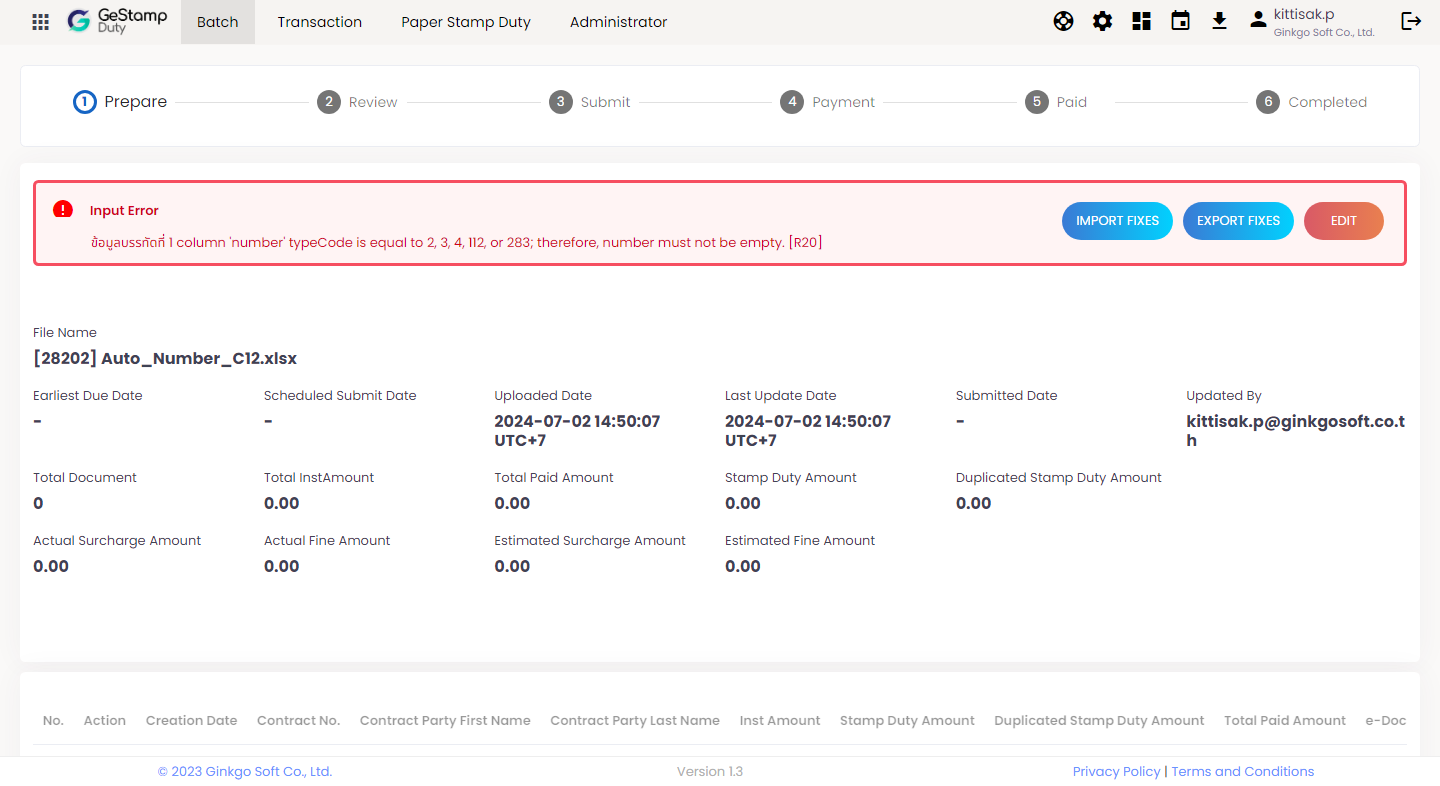 GeStamp
Duty
Batch
Transaction
Paper Stamp Duty
Administrator
kittisak.p
Ginkgo Soft Co., Ltd.
1 Prepare
2 Review
3 Submit
4 Payment
5 Paid
6 Completed
Input Error
ข้อมูลบรรทัดที่ 1 column 'number' typeCode is equal to 2, 3, 4, 112, or 283; therefore, number must not be empty. [R20]
IMPORT FIXES
EXPORT FIXES
EDIT
File Name
[28202] Auto_Number_C12.xlsx
Earliest Due Date
-
Scheduled Submit Date
-
Uploaded Date
2024-07-02 14:50:07
UTC+7
Last Update Date
2024-07-02 14:50:07
UTC+7
Submitted Date
-
Updated By
kittisak.p@ginkgosoft.co.t
h
Total Document
0
Total InstAmount
0.00
Total Paid Amount
0.00
Stamp Duty Amount
0.00
Duplicated Stamp Duty Amount
0.00
Actual Surcharge Amount
0.00
Actual Fine Amount
0.00
Estimated Surcharge Amount
0.00
Estimated Fine Amount
0.00
No. Action Creation Date Contract No. Contract Party First Name Contract Party Last Name Inst Amount Stamp Duty Amount Duplicated Stamp Duty Amount Total Paid Amount e-Doc
© 2023 Ginkgo Soft Co., Ltd.
Version 1.3
Privacy Policy | Terms and Conditions